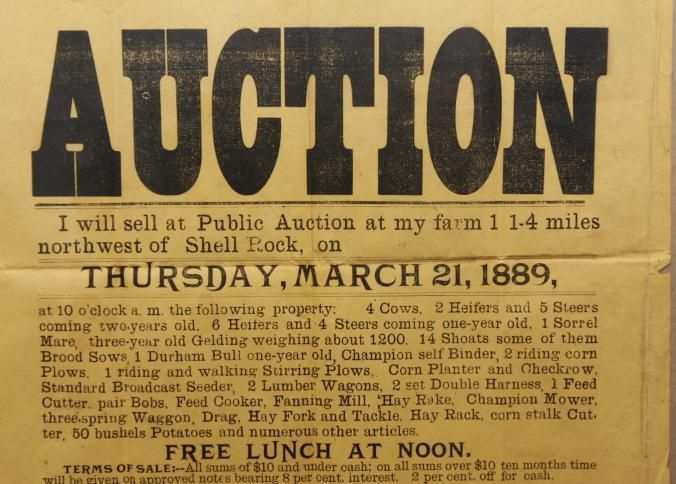 AUCTION
I will sell at Public Auction at my farm 1 1-4 miles
northwest of Shell Rock, on
THURSDAY, MARCH 21, 1889,
at 10 o'clock a. m. the following property: 4 Cows, 2 Heifers and 5 Steers
coming two-years old, 6 Heifers and 4 Steers coming one-year old, 1 Sorrel
Mare, three-year old Gelding weighing about 1200. 14 Shoats some of them
Brood Sows, 1 Durham Bull one-year old, Champion self Binder, 2 riding corn
Plows, 1 riding and walking Stirring Plows, Corn Planter and Checkrow,
Standard Broadcast Seeder, 2 Lumber Wagons, 2 set Double Harness, 1 Feed
Cutter, pair Bobs, Feed Cooker, Fanning Mill, Hay Rake, Champion Mower,
three-spring Waggon, Drag, Hay Fork and Tackle. Hay Rack, corn stalk Cut-
ter, 50 bushels Potatoes and numerous other articles.
FREE LUNCH AT NOON.
TERMS OF SALE:--All sums of $10 and under cash; on all sums over $10 ten months time
will be given on approved notes bearing 8 per cent. interest. 2 per cent. off for cash.